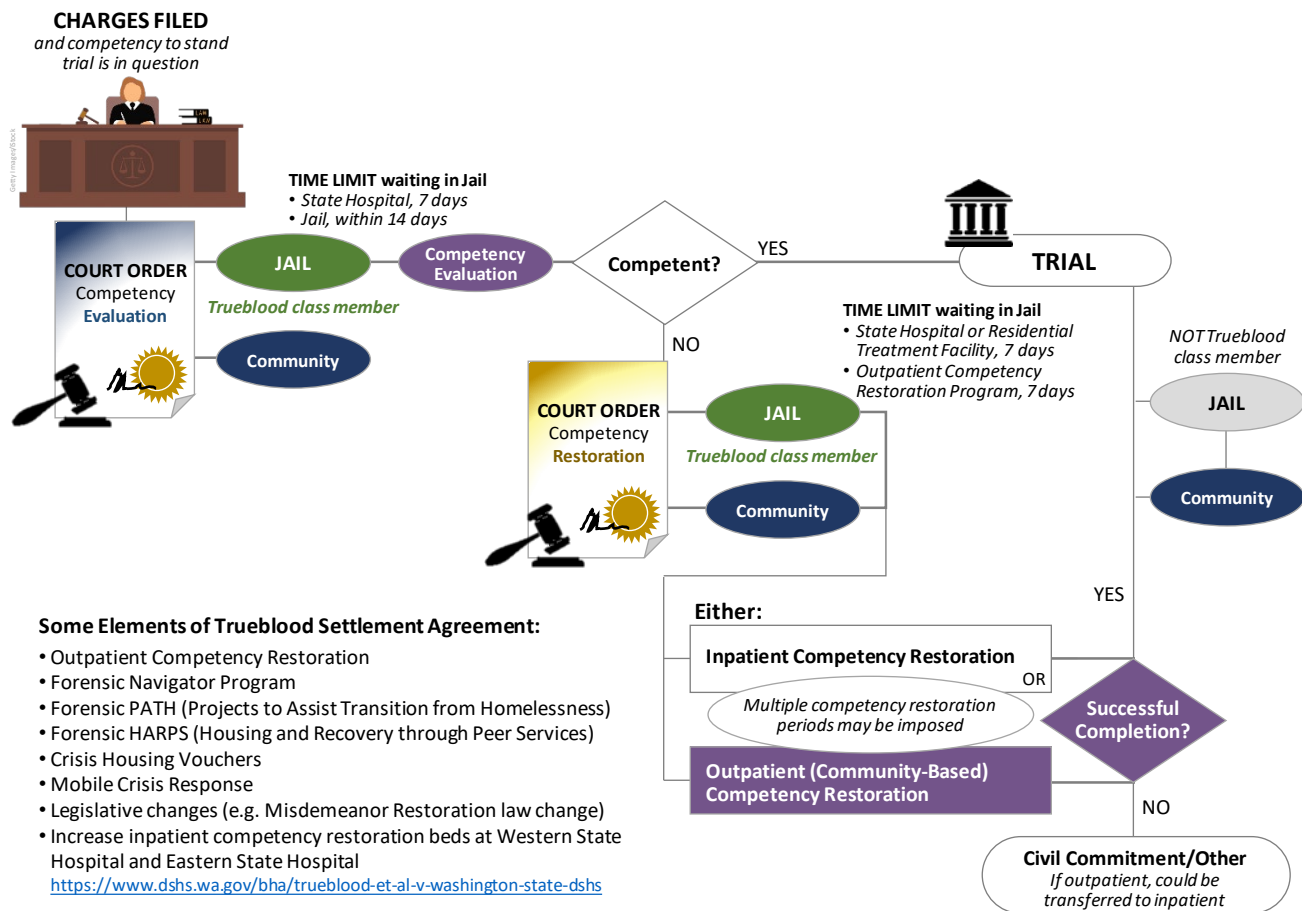 CHARGES FILED
and competency to stand
trial is in question
Getty Images/iStock
LAW
LAW
TIME LIMIT waiting in Jail
• State Hospital, 7 days
• Jail, within 14 days
COURT ORDER
Competency
Evaluation
JAIL
Trueblood class member
Community
Competency
Evaluation
Competent?
YES
TRIAL
NO
TIME LIMIT waiting in Jail
• State Hospital or Residential
Treatment Facility, 7 days
• Outpatient Competency
Restoration Program, 7 days
NOT Trueblood
class member
JAIL
Community
COURT ORDER
Competency
Restoration
JAIL
Trueblood class member
Community
YES
Either:
Inpatient Competency Restoration
OR
Multiple competency restoration
periods may be imposed
Outpatient (Community-Based)
Competency Restoration
Successful
Completion?
NO
Civil Commitment/Other
If outpatient, could be
transferred to inpatient
Some Elements of Trueblood Settlement Agreement:
• Outpatient Competency Restoration
• Forensic Navigator Program
• Forensic PATH (Projects to Assist Transition from Homelessness)
• Forensic HARPS (Housing and Recovery through Peer Services)
• Crisis Housing Vouchers
• Mobile Crisis Response
• Legislative changes (e.g. Misdemeanor Restoration law change)
• Increase inpatient competency restoration beds at Western State
Hospital and Eastern State Hospital
https://www.dshs.wa.gov/bha/trueblood-et-al-v-washington-state-dshs